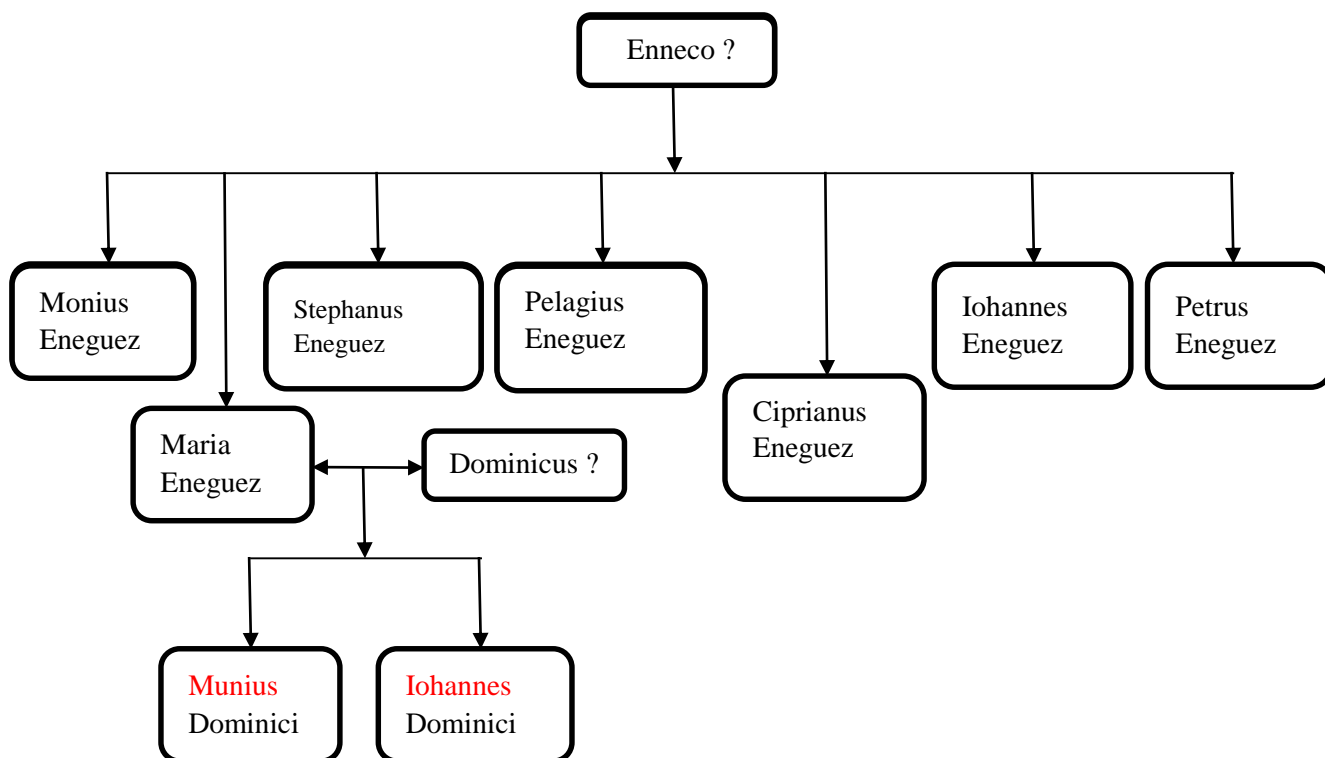 Enneco ?
Monius
Eneguez
Stephanus
Eneguez
Pelagius
Eneguez
Iohannes
Eneguez
Petrus
Eneguez
Ciprianus
Eneguez
Maria
Eneguez
Dominicus ?
Munius
Dominici
Iohannes
Dominici